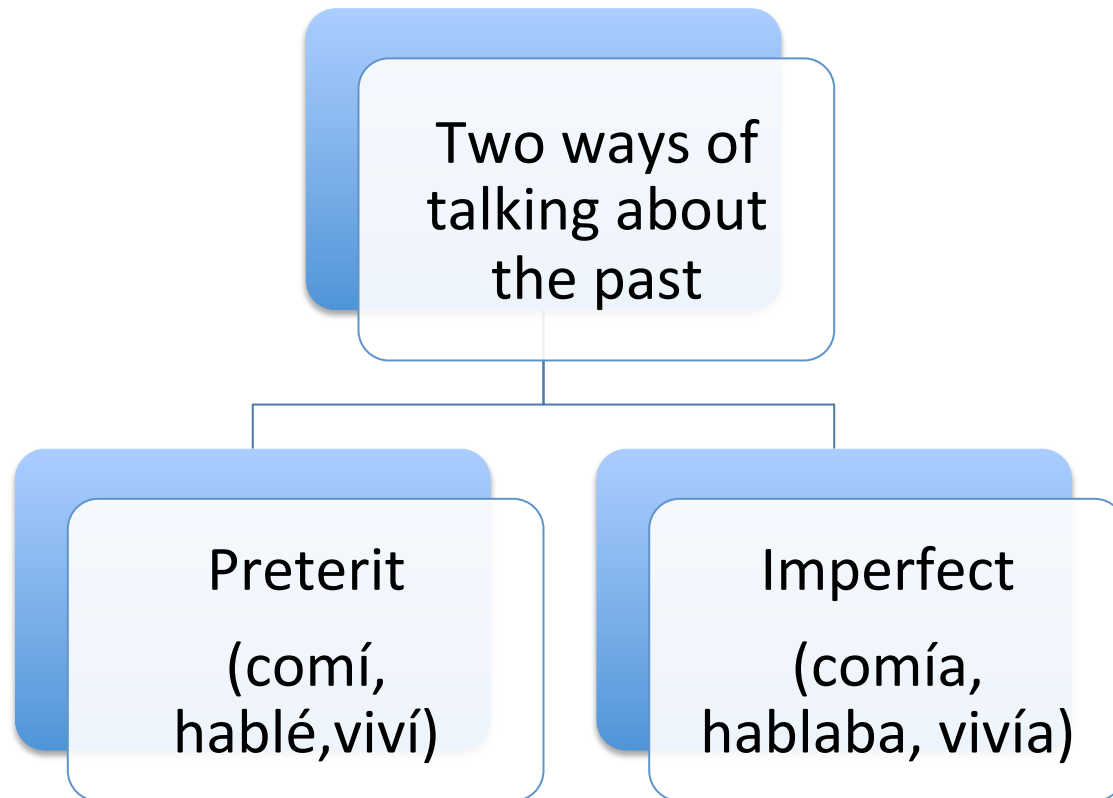 Two ways of
talking about
the past
Preterit
(comí,
hablé,viví)
Imperfect
(comía,
hablaba, vivía)